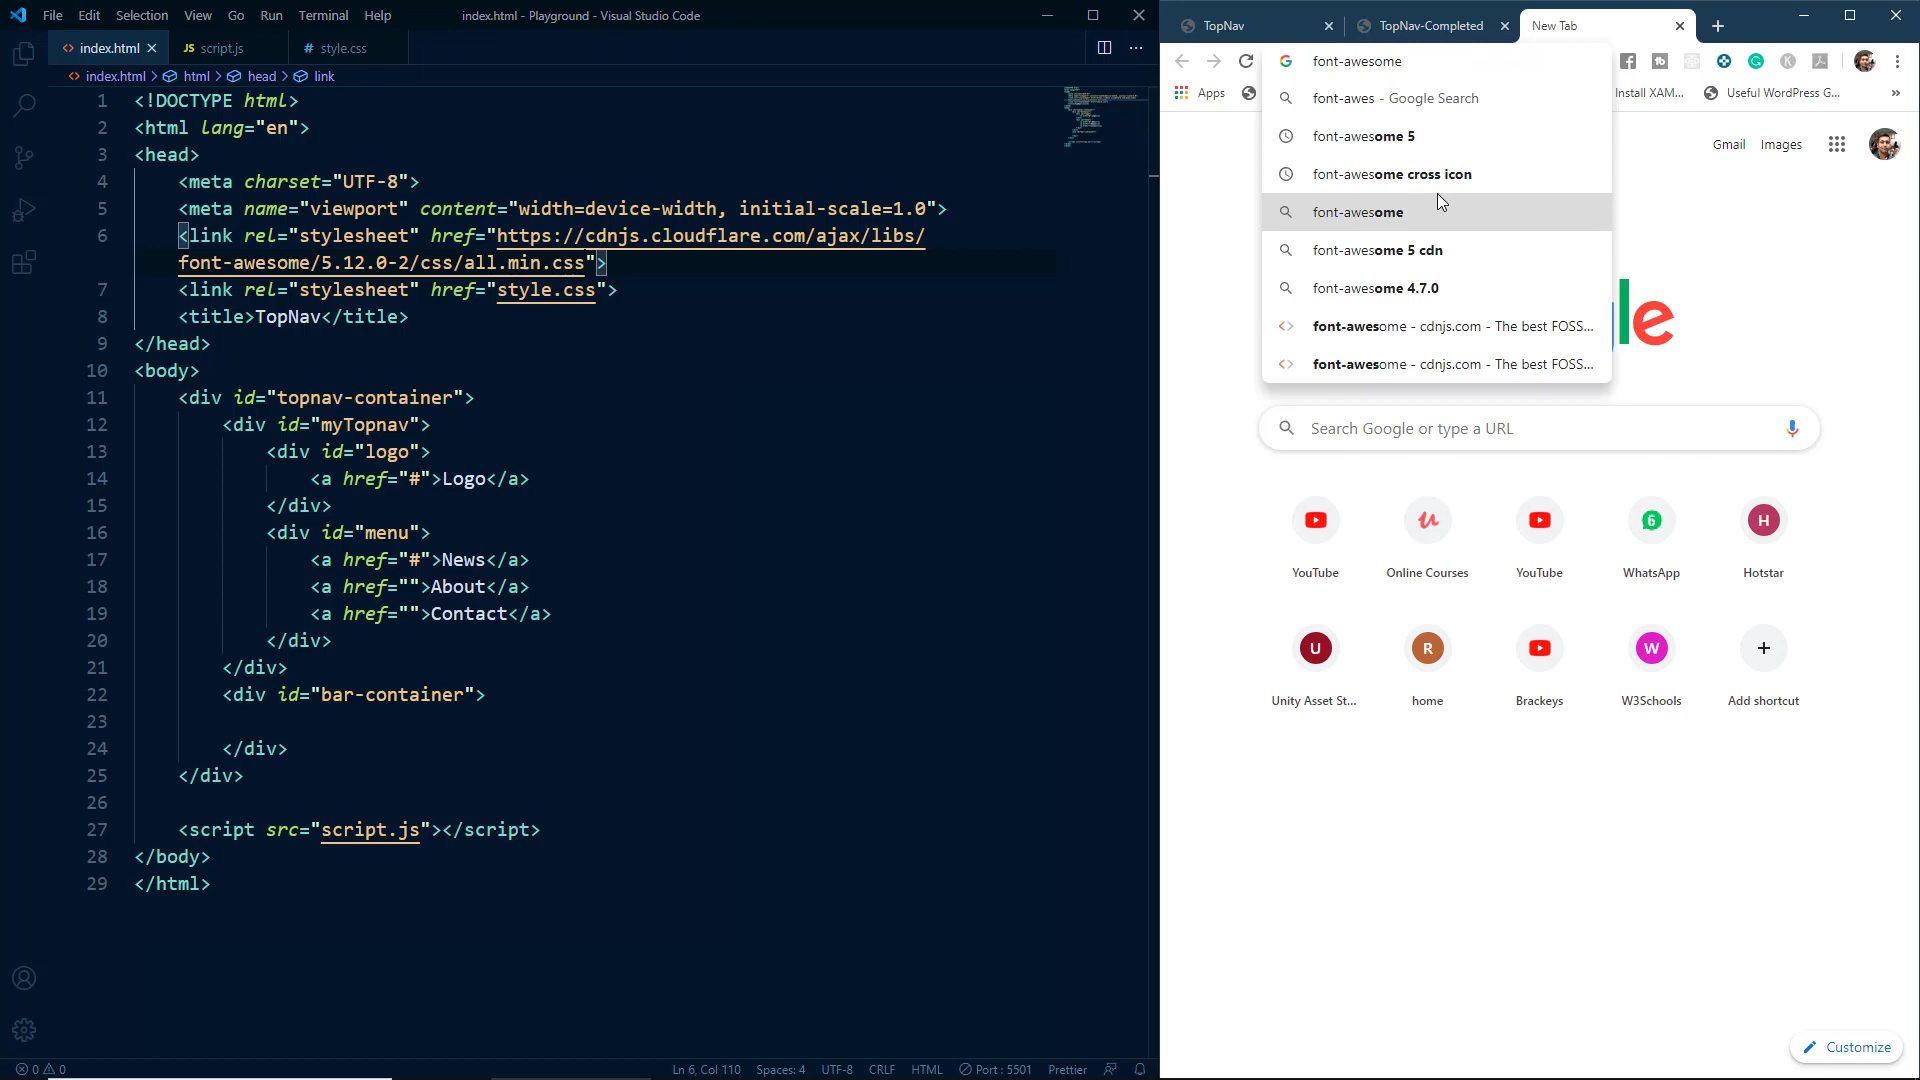 File Edit Selection View Go Run Terminal Help
index.html - Playground - Visual Studio Code
index.html
JS script.js
# style.css
index.html > html > head > link
1 <!DOCTYPE html>
2 <html lang="en">
3 <head>
4 <meta charset="UTF-8">
5 <meta name="viewport" content="width=device-width, initial-scale=1.0">
6 <link rel="stylesheet" href="https://cdnjs.cloudflare.com/ajax/libs/
font-awesome/5.12.0-2/css/all.min.css">
7 <link rel="stylesheet" href="style.css">
8 <title>TopNav</title>
9 </head>
10 <body>
11 <div id="topnav-container">
12 <div id="myTopnav">
13 <div id="logo">
14 <a href="#">Logo</a>
15 </div>
16 <div id="menu">
17 <a href="#">News</a>
18 <a href="">About</a>
19 <a href="">Contact</a>
20 </div>
21 </div>
22 <div id="bar-container">
23
24 </div>
25 </div>
26
27 <script src="script.js"></script>
28 </body>
29 </html>
0 0
Ln 6, Col 110 Spaces: 4 UTF-8 CRLF HTML Port : 5501 Prettier
TopNav
TopNav-Completed
New Tab
font-awesome
font-awes - Google Search
font-awesome 5
font-awesome cross icon
font-awesome
font-awesome 5 cdn
font-awesome 4.7.0
font-awesome - cdnjs.com - The best FOSS...
font-awesome - cdnjs.com - The best FOSS...
Apps
Install XAM...
Useful WordPress G...
»
Gmail Images
le
Search Google or type a URL
YouTube
Online Courses
YouTube
6
WhatsApp
H
Hotstar
U
Unity Asset St...
R
home
Brackeys
W
W3Schools
Add shortcut
Customize